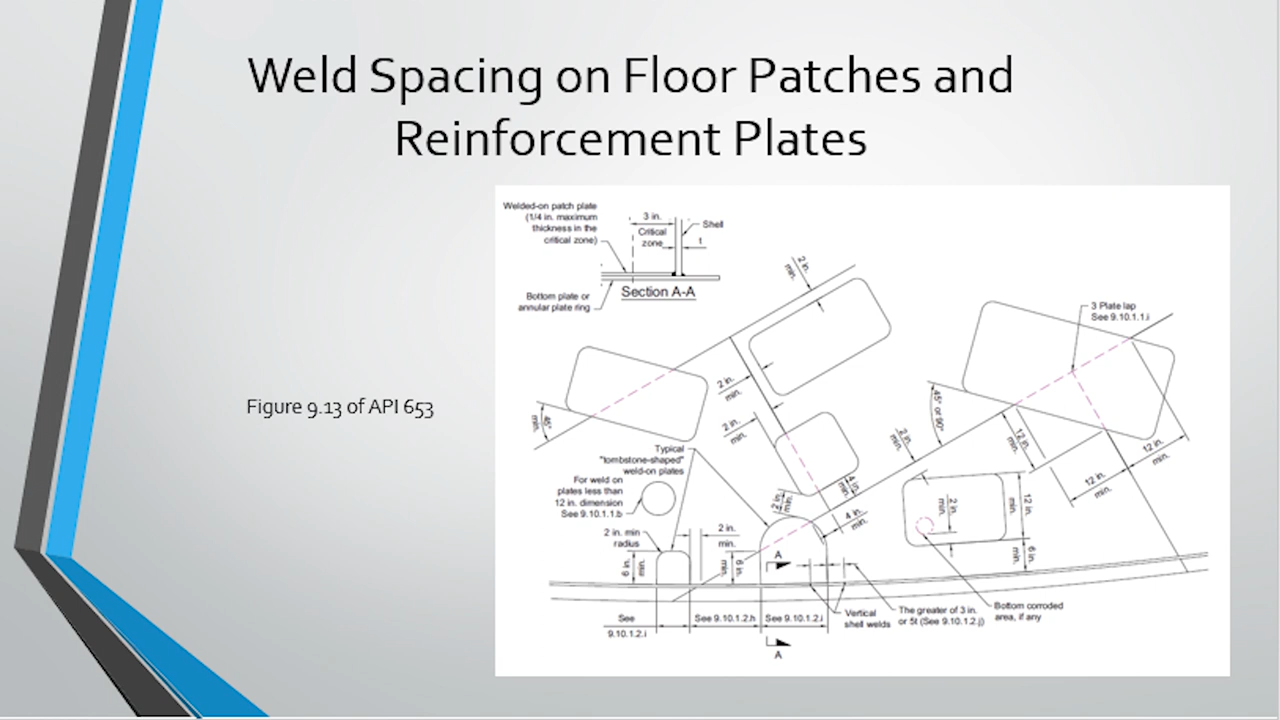 Weld Spacing on Floor Patches and
Reinforcement Plates
Figure 9.13 of API 653
Welded-on patch plate
(1/4 in. maximum
thickness in the
critical zone)
3 in.
Critical
zone
Shell
t
Bottom plate or
annular plate ring
Section A-A
2 in.
min.
3 Plate lap
See 9.10.1.1.i
2 in.
min.
2 in.
min.
45°
min.
45° or 90°
2 in.
min.
12 in.
min.
12 in.
min.
12 in.
min.
Typical
"tombstone-shaped"
weld-on plates
For weld on
plates less than
12 in. dimension
See 9.10.1.1.b
2 in.
min.
4 in.
min.
4 in.
min.
2 in.
min.
12 in.
min.
6 in.
min.
2 in. min
radius
2 in.
min.
6 in.
min.
6 in.
min.
A
See
9.10.1.2.i
See 9.10.1.2.h
See 9.10.1.2.i
Vertical
shell welds
The greater of 3 in.
or 5t (See 9.10.1.2.j)
Bottom corroded
area, if any
A